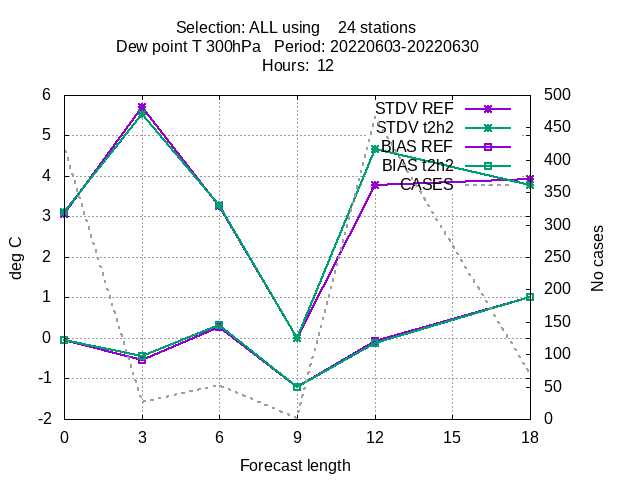 Selection: ALL using    24 stations
Dew point T 300hPa   Period: 20220603-20220630
Hours: 12
STDV REF
STDV t2h2
BIAS REF
BIAS t2h2
CASES
deg C
No cases
6
5
4
3
2
1
0
-1
-2
500
450
400
350
300
250
200
150
100
50
0
0 3 6 9 12 15 18
Forecast length